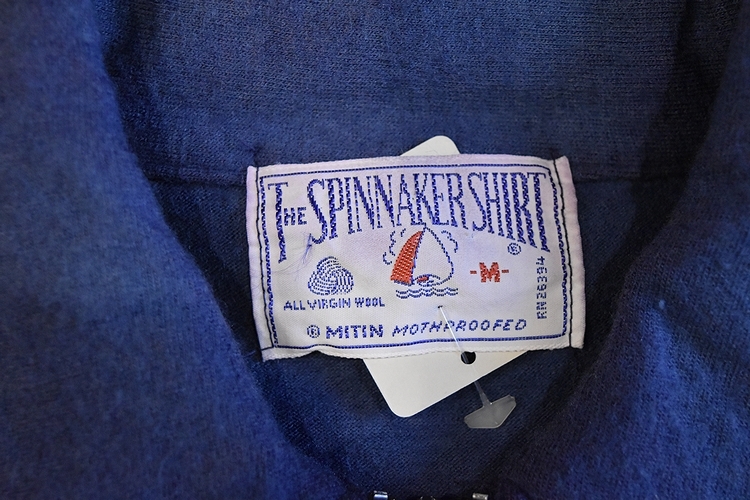 THE SPINNAKER SHIRT ®
-M-
RN 26394
ALL VIRGIN WOOL
® MITIN MOTHPROOFED